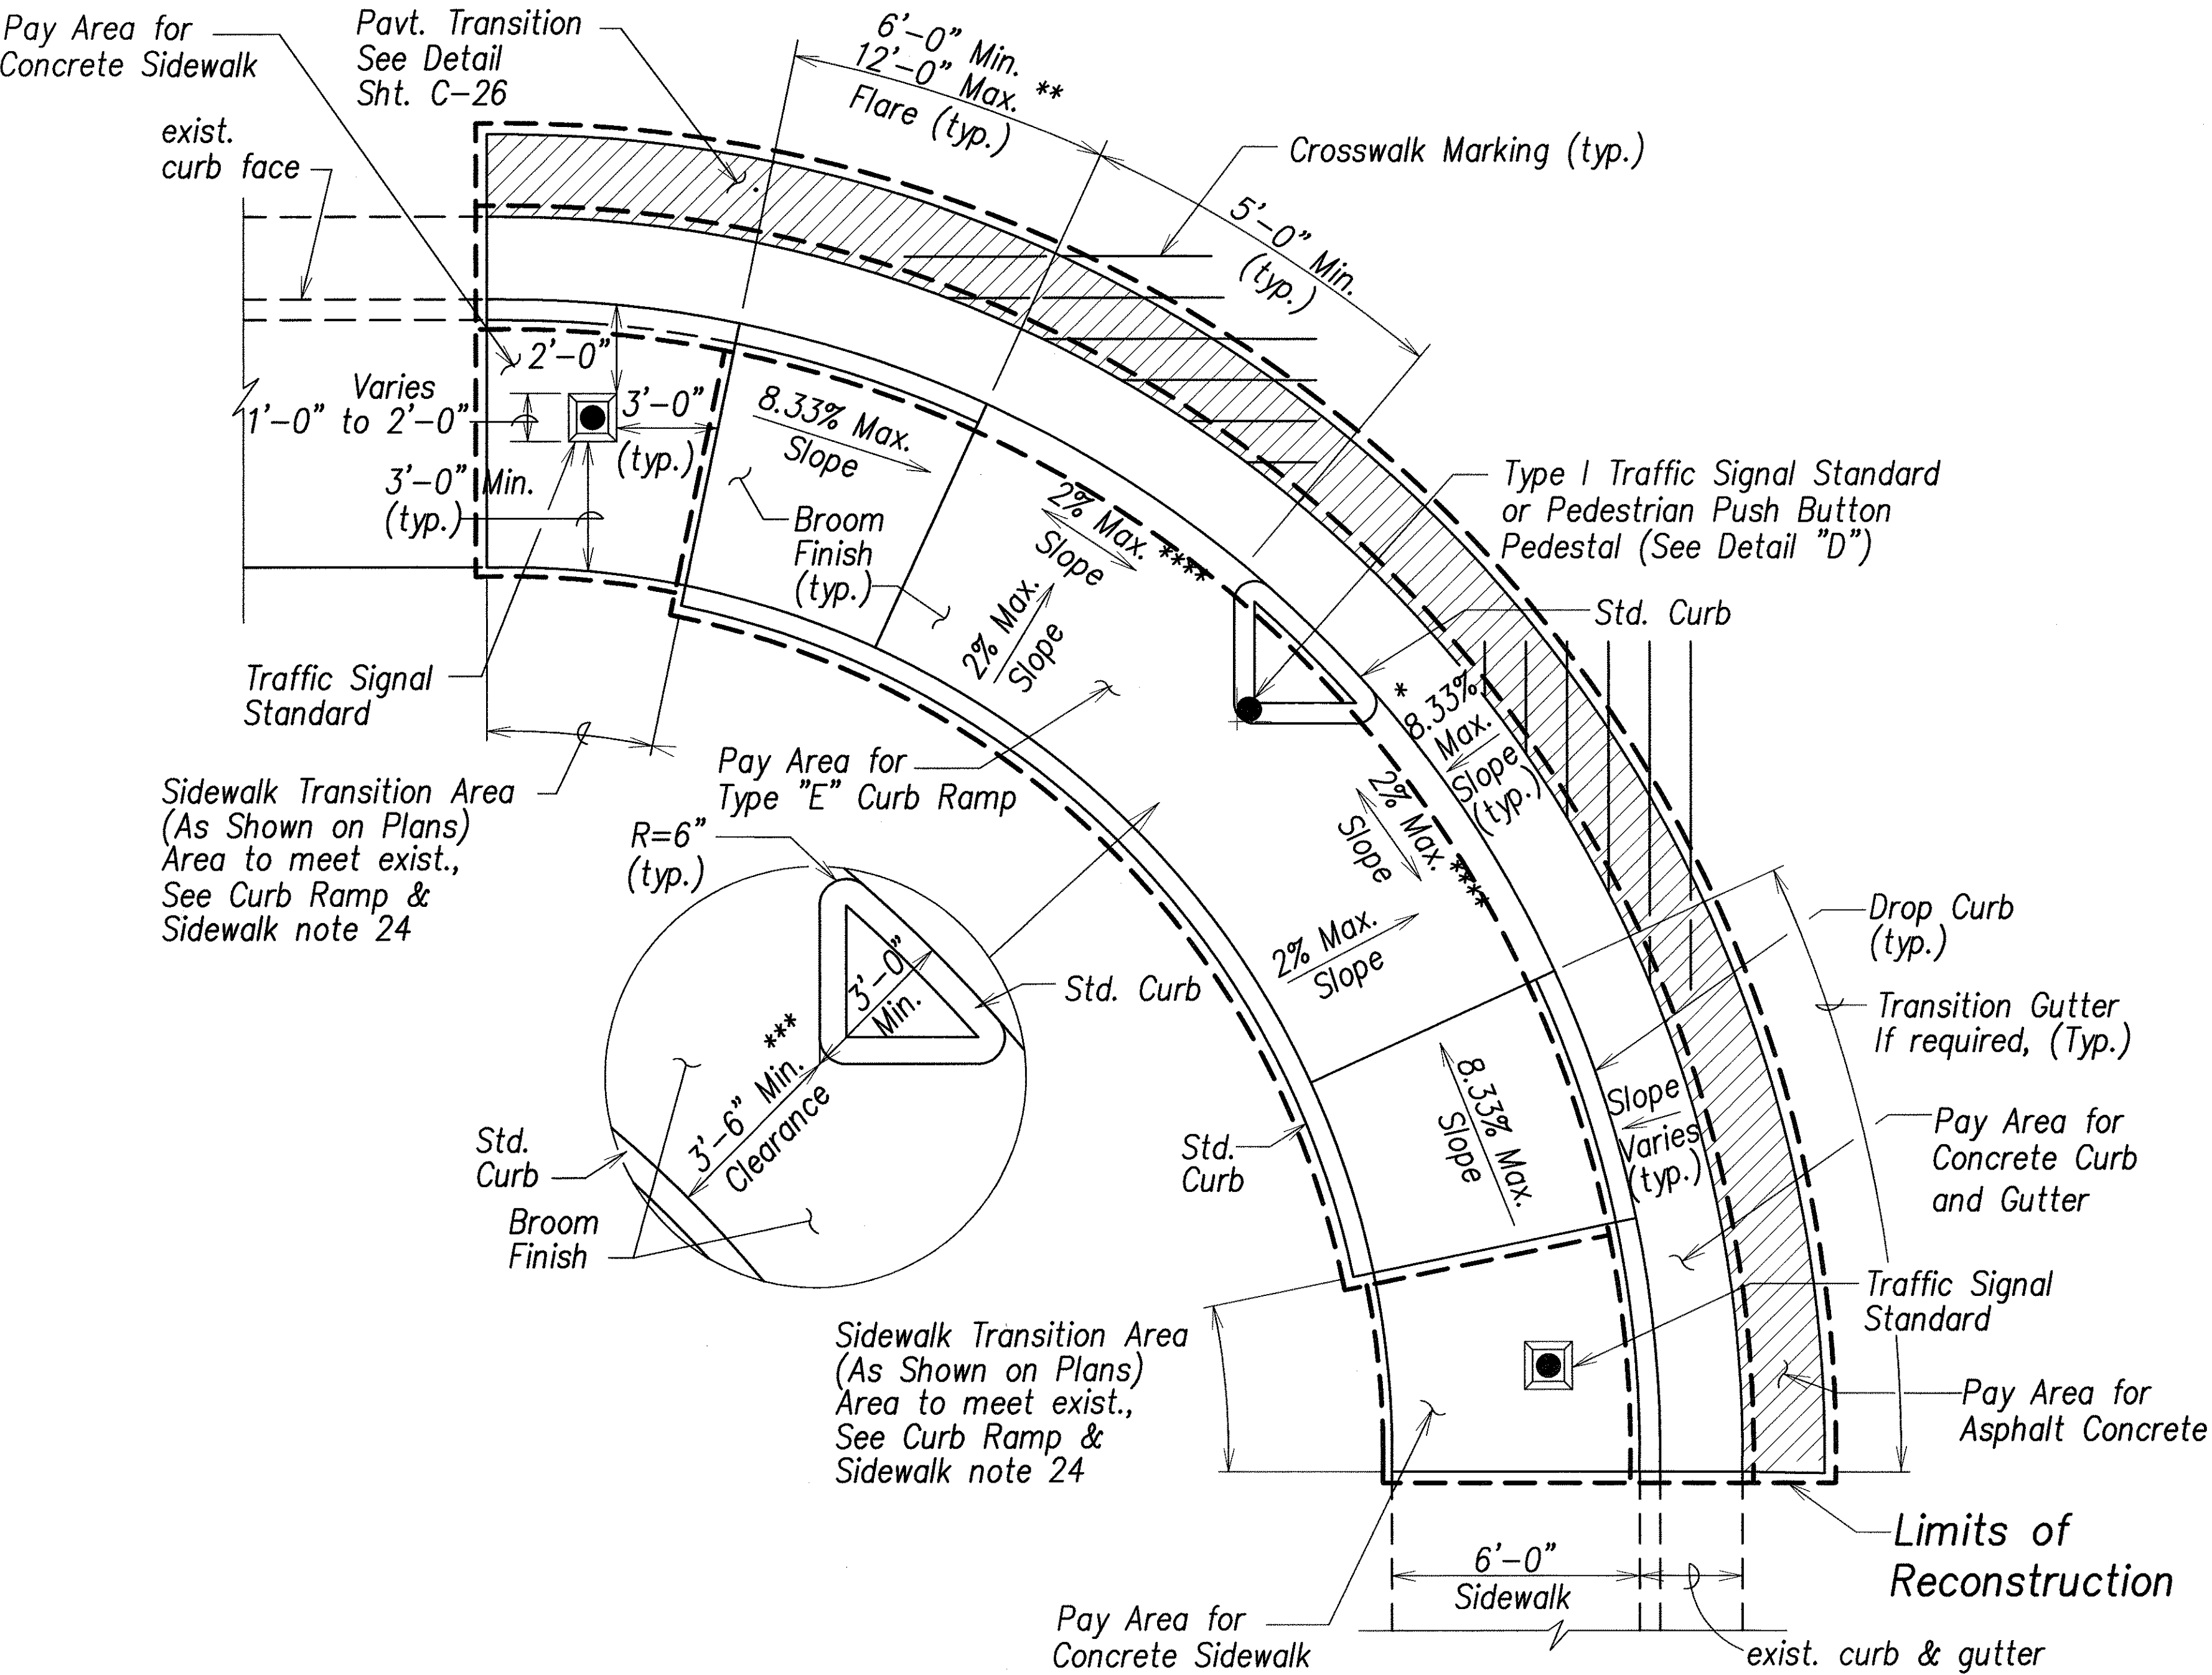 Pay Area for
Concrete Sidewalk
Pavt. Transition
See Detail
Sht. C-26
6'-0" Min.
12'-0" Max. **
Flare (typ.)
exist.
curb face
Crosswalk Marking (typ.)
5'-0" Min.
(typ.)
2'-0"
Varies
1'-0" to 2'-0"
3'-0"
(typ.)
3'-0" Min.
(typ.)
8.33% Max.
Slope
Broom
Finish
(typ.)
2% Max. ****
Slope
2% Max.
Slope
Type I Traffic Signal Standard
or Pedestrian Push Button
Pedestal (See Detail "D")
Std. Curb
Traffic Signal
Standard
*
8.33%
Max.
Slope
(typ.)
Pay Area for
Type "E" Curb Ramp
Sidewalk Transition Area
(As Shown on Plans)
Area to meet exist.,
See Curb Ramp &
Sidewalk note 24
R=6"
(typ.)
2% Max. ****
Slope
2% Max.
Slope
Drop Curb
(typ.)
3'-0"
Min.
Std. Curb
Transition Gutter
If required, (Typ.)
3'-6" Min. ***
Clearance
8.33% Max.
Slope
Slope
Varies
(typ.)
Std.
Curb
Std.
Curb
Pay Area for
Concrete Curb
and Gutter
Broom
Finish
Traffic Signal
Standard
Sidewalk Transition Area
(As Shown on Plans)
Area to meet exist.,
See Curb Ramp &
Sidewalk note 24
Pay Area for
Asphalt Concrete
Limits of
Reconstruction
6'-0"
Sidewalk
Pay Area for
Concrete Sidewalk
exist. curb & gutter